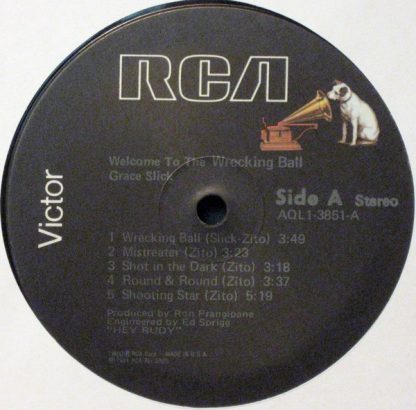 RCA
Victor
Welcome To The Wrecking Ball
Grace Slick
Side A Stereo
AQL1-3851-A
1 Wrecking Ball (Slick-Zito) 3:49
2 Mistreater (Zito) 3:23
3 Shot in the Dark (Zito) 3:18
4 Round & Round (Zito) 3:37
5 Shooting Star (Zito) 5:19
Produced by Ron Frangipane
Engineered by Ed Sprigg
"HEY RUDY"
MADE IN U.S.A.